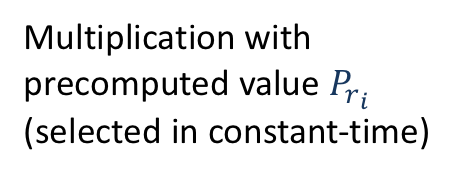 Multiplication with
precomputed value $P_{r_i}$
(selected in constant-time)